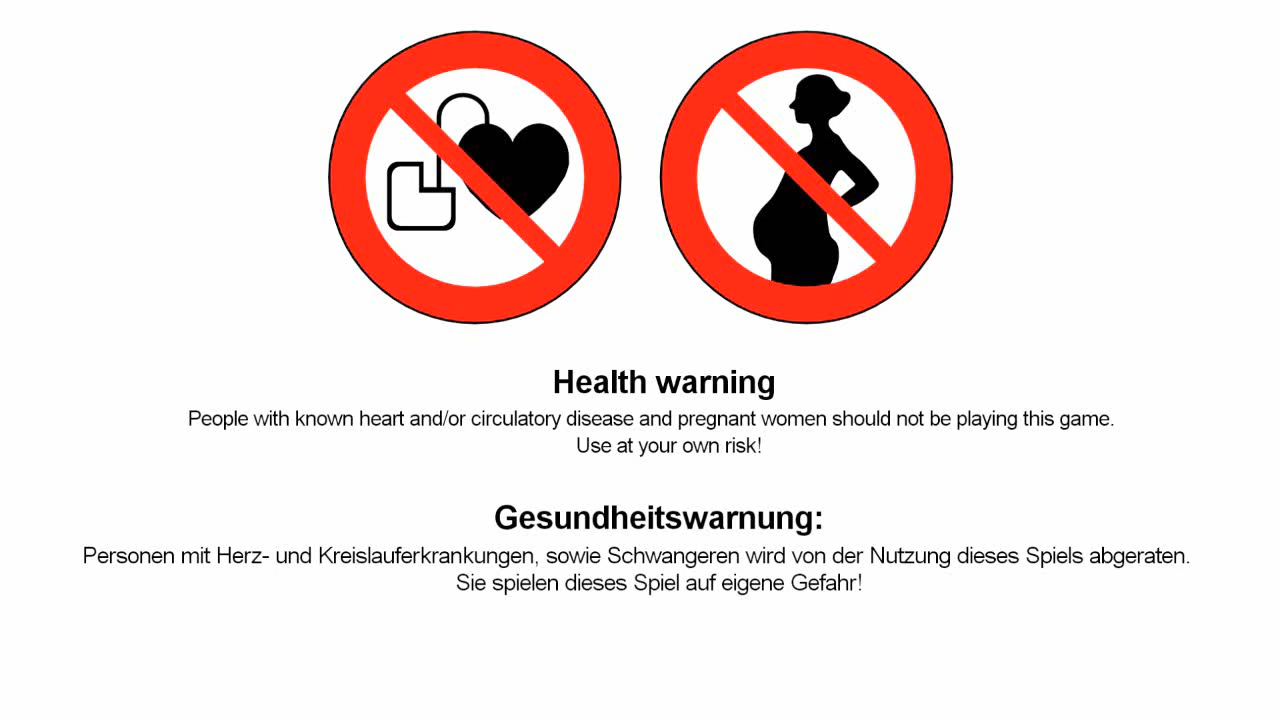 Health warning
People with known heart and/or circulatory disease and pregnant women should not be playing this game.
Use at your own risk!
Gesundheitswarnung:
Personen mit Herz- und Kreislauferkrankungen, sowie Schwangeren wird von der Nutzung dieses Spiels abgeraten.
Sie spielen dieses Spiel auf eigene Gefahr!